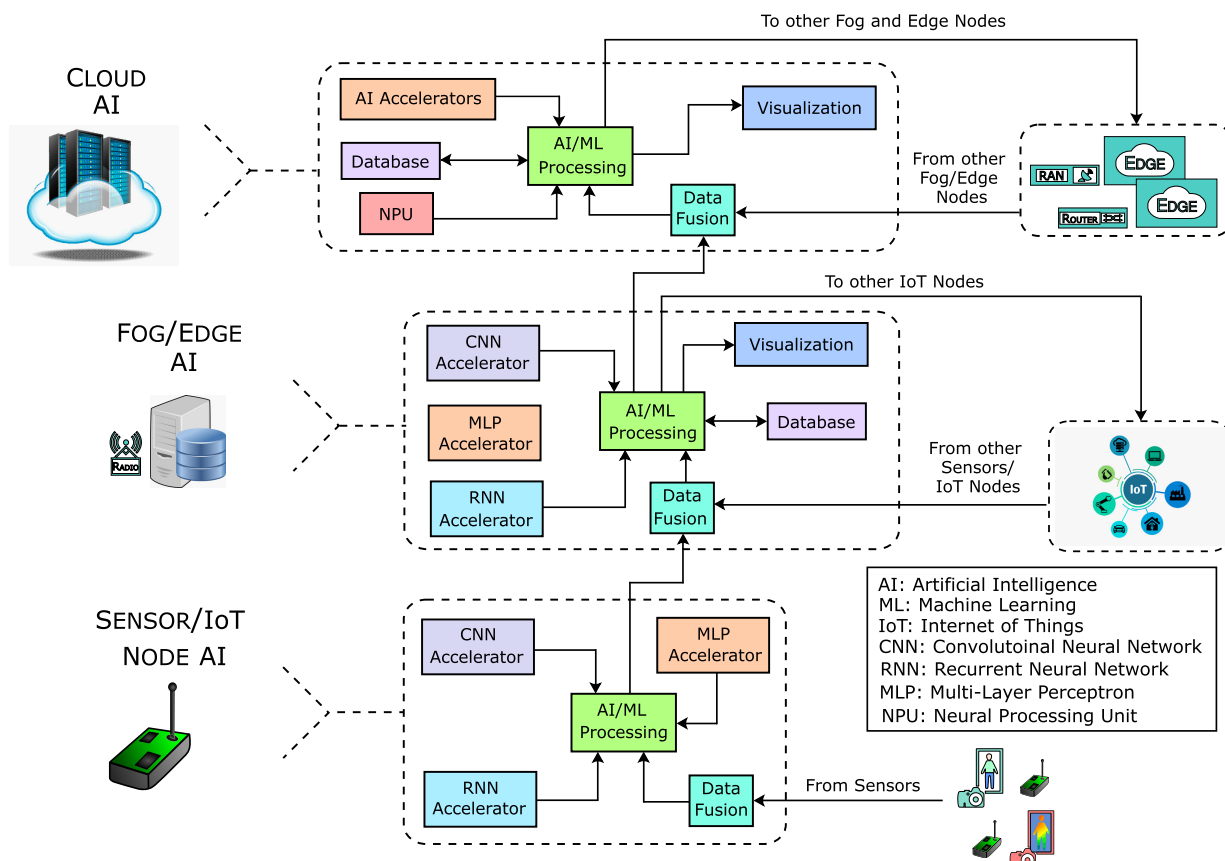 To other Fog and Edge Nodes
CLOUD
AI
AI Accelerators
Visualization
AI/ML
Processing
Database
NPU
Data
Fusion
From other
Fog/Edge
Nodes
RAN
EDGE
EDGE
ROUTER
To other IoT Nodes
FOG/EDGE
AI
RADIO
CNN
Accelerator
Visualization
MLP
Accelerator
AI/ML
Processing
Database
RNN
Accelerator
Data
Fusion
From other
Sensors/
IoT Nodes
IoT
SENSOR/IOT
NODE AI
CNN
Accelerator
MLP
Accelerator
AI/ML
Processing
RNN
Accelerator
Data
Fusion
From Sensors
AI: Artificial Intelligence
ML: Machine Learning
IoT: Internet of Things
CNN: Convolutoinal Neural Network
RNN: Recurrent Neural Network
MLP: Multi-Layer Perceptron
NPU: Neural Processing Unit